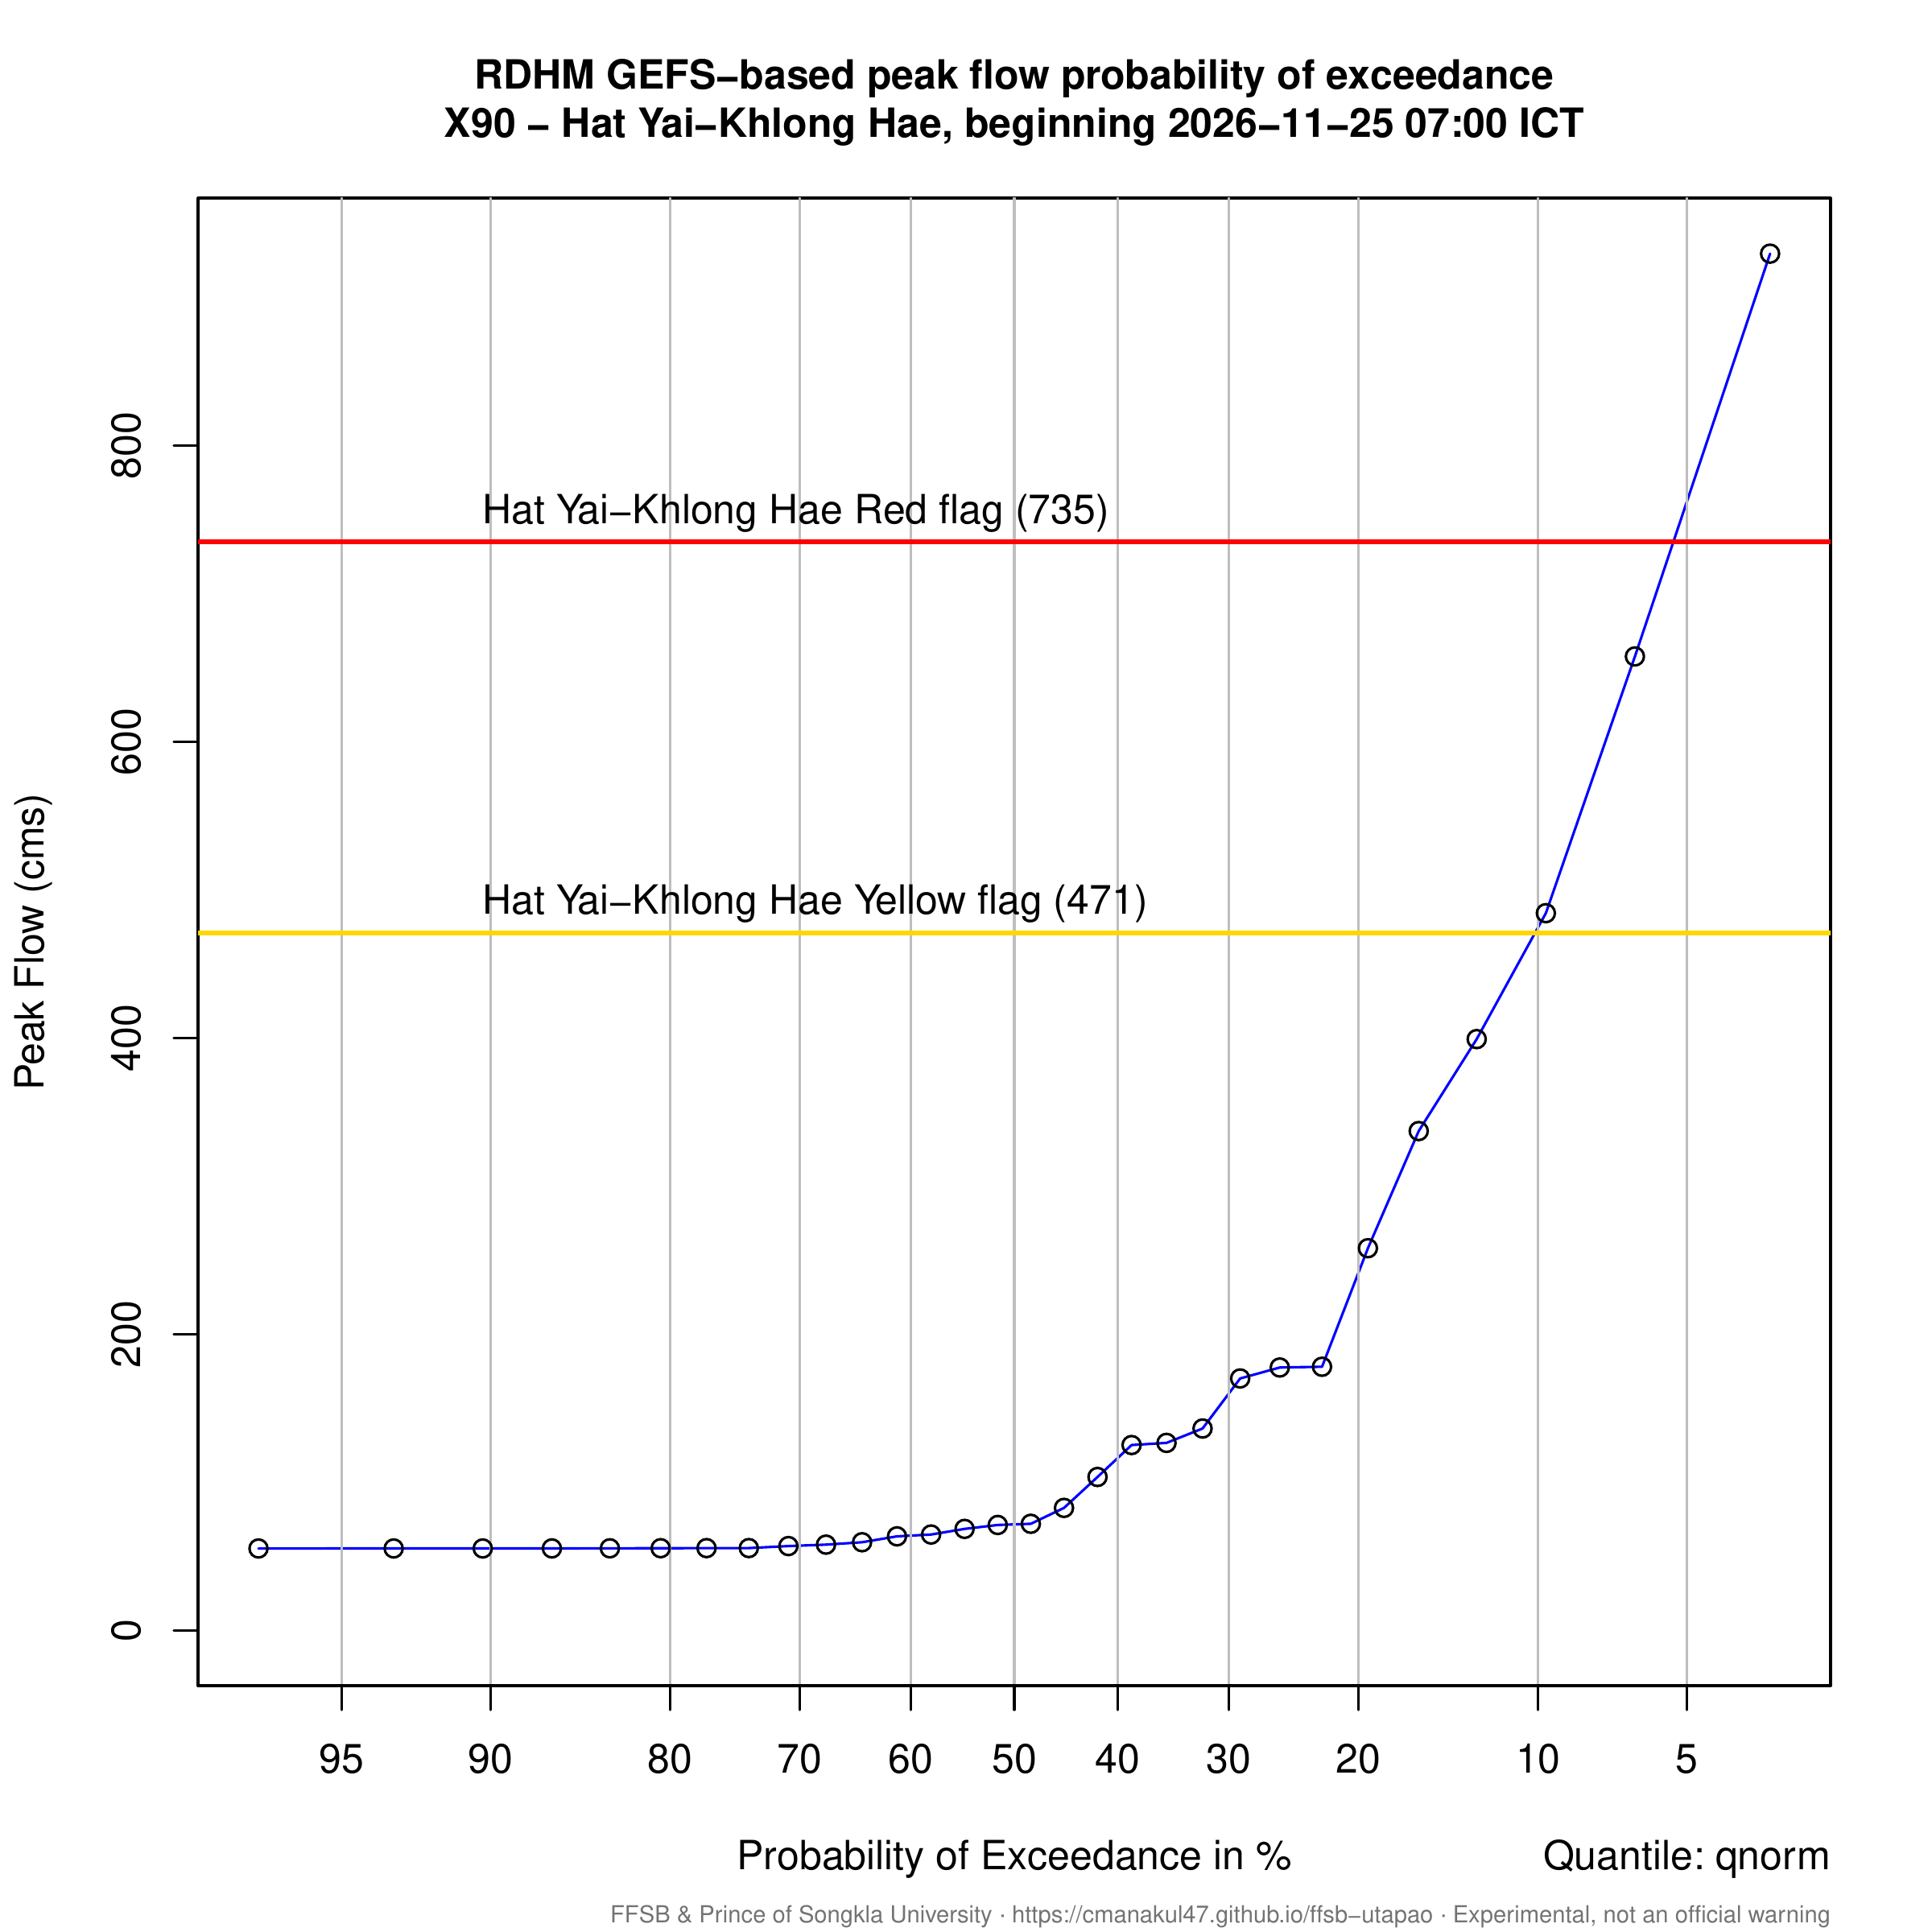 RDHM GEFS−based peak flow probability of exceedance
X90 − Hat Yai−Khlong Hae, beginning 2026−11−25 07:00 ICT
800
600
400
200
0
Peak Flow (cms)
Hat Yai−Khlong Hae Red flag (735)
Hat Yai−Khlong Hae Yellow flag (471)
95 90 80 70 60 50 40 30 20 10 5
Probability of Exceedance in %
Quantile: qnorm
FFSB & Prince of Songkla University · https://cmanakul47.github.io/ffsb−utapao · Experimental, not an official warning